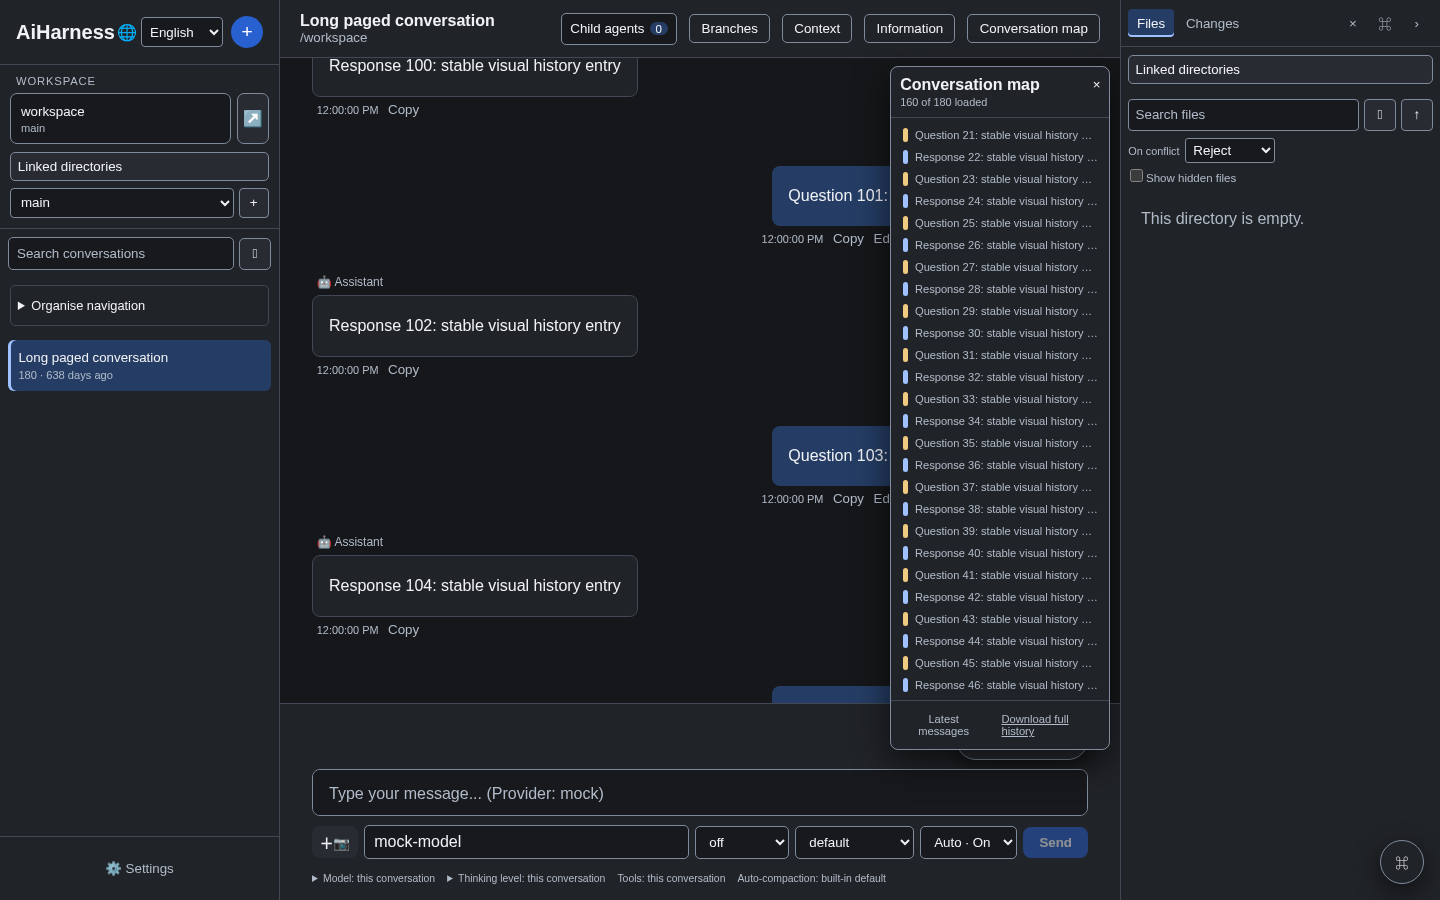 AiHarness
English
+
WORKSPACE
workspace
main
Linked directories
main
+
Search conversations
Organise navigation
Long paged conversation
180 · 638 days ago
Settings
Long paged conversation
/workspace
Child agents 0
Branches
Context
Information
Conversation map
Response 100: stable visual history entry
12:00:00 PM Copy
Question 101:
12:00:00 PM Copy Ed
Assistant
Response 102: stable visual history entry
12:00:00 PM Copy
Question 103:
12:00:00 PM Copy Ed
Assistant
Response 104: stable visual history entry
12:00:00 PM Copy
Conversation map ×
160 of 180 loaded
Question 21: stable visual history …
Response 22: stable visual history …
Question 23: stable visual history …
Response 24: stable visual history …
Question 25: stable visual history …
Response 26: stable visual history …
Question 27: stable visual history …
Response 28: stable visual history …
Question 29: stable visual history …
Response 30: stable visual history …
Question 31: stable visual history …
Response 32: stable visual history …
Question 33: stable visual history …
Response 34: stable visual history …
Question 35: stable visual history …
Response 36: stable visual history …
Question 37: stable visual history …
Response 38: stable visual history …
Question 39: stable visual history …
Response 40: stable visual history …
Question 41: stable visual history …
Response 42: stable visual history …
Question 43: stable visual history …
Response 44: stable visual history …
Question 45: stable visual history …
Response 46: stable visual history …
Latest
messages
Download full
history
Type your message... (Provider: mock)
mock-model
off
default
Auto · On
Send
Model: this conversation
Thinking level: this conversation
Tools: this conversation
Auto-compaction: built-in default
Files
Changes
× ⌘ ›
Linked directories
Search files
↑
On conflict Reject
Show hidden files
This directory is empty.
⌘